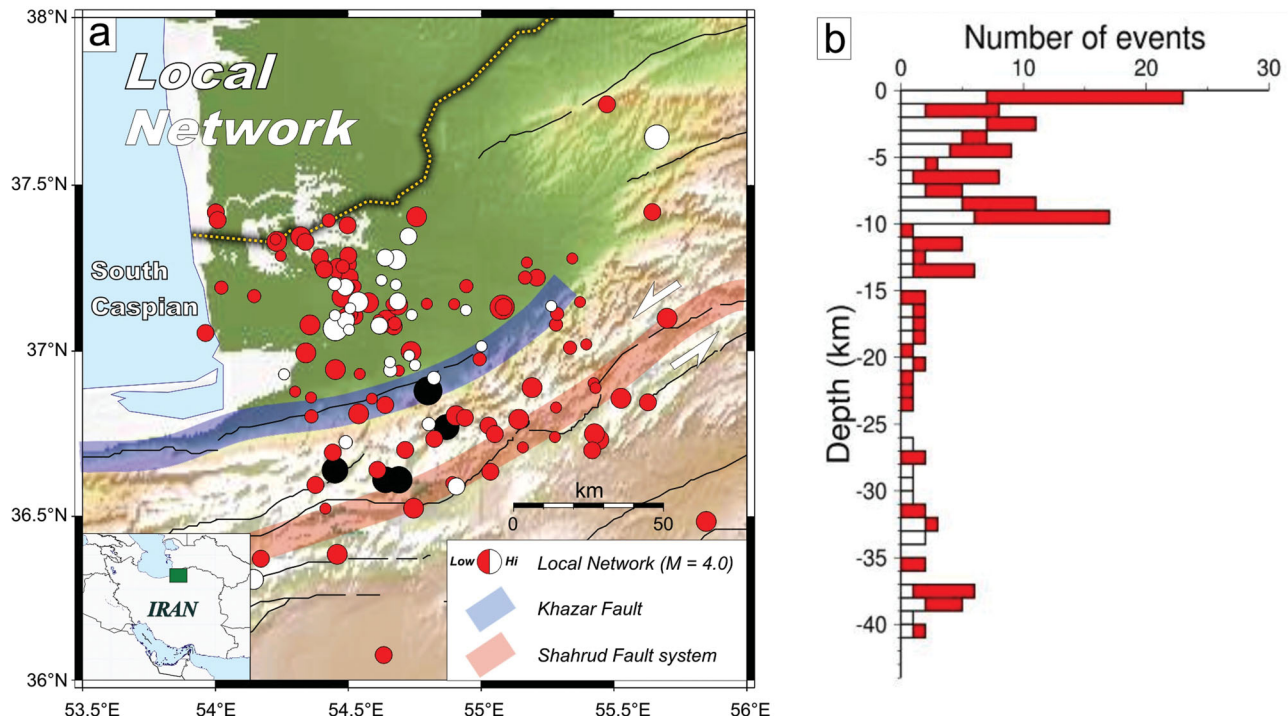 a
Local
Network
South
Caspian
38°N
37.5°N
37°N
36.5°N
36°N
53.5°E
54°E
54.5°E
55°E
55.5°E
56°E
km
0
50
IRAN
Low
Hi
Local Network (M = 4.0)
Khazar Fault
Shahrud Fault system
b
Number of events
0
10
20
30
Depth (km)
0
-5
-10
-15
-20
-25
-30
-35
-40